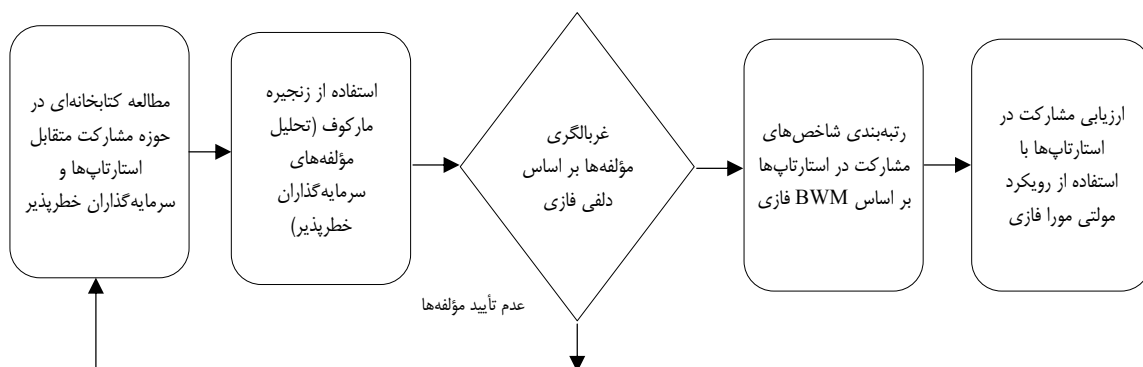 مطالعه کتابخانه‌ای در
حوزه مشارکت متقابل
استارتاپ‌ها و
سرمایه‌گذاران خطرپذیر
استفاده از زنجیره
مارکوف (تحلیل
مؤلفه‌های
سرمایه‌گذاران
خطرپذیر)
غربالگری
مؤلفه‌ها بر اساس
دلفی فازی
رتبه‌بندی شاخص‌های
مشارکت در استارتاپ‌ها
بر اساس BWM فازی
ارزیابی مشارکت در
استارتاپ‌ها با
استفاده از رویکرد
مولتی مورا فازی
عدم تأیید مؤلفه‌ها